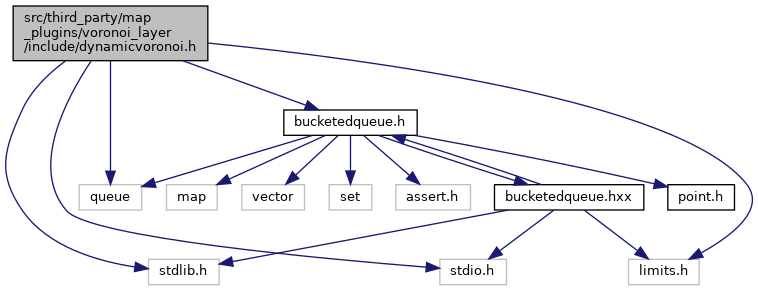 src/third_party/map
_plugins/voronoi_layer
/include/dynamicvoronoi.h
bucketedqueue.h
queue
map
vector
set
assert.h
bucketedqueue.hxx
point.h
stdlib.h
stdio.h
limits.h